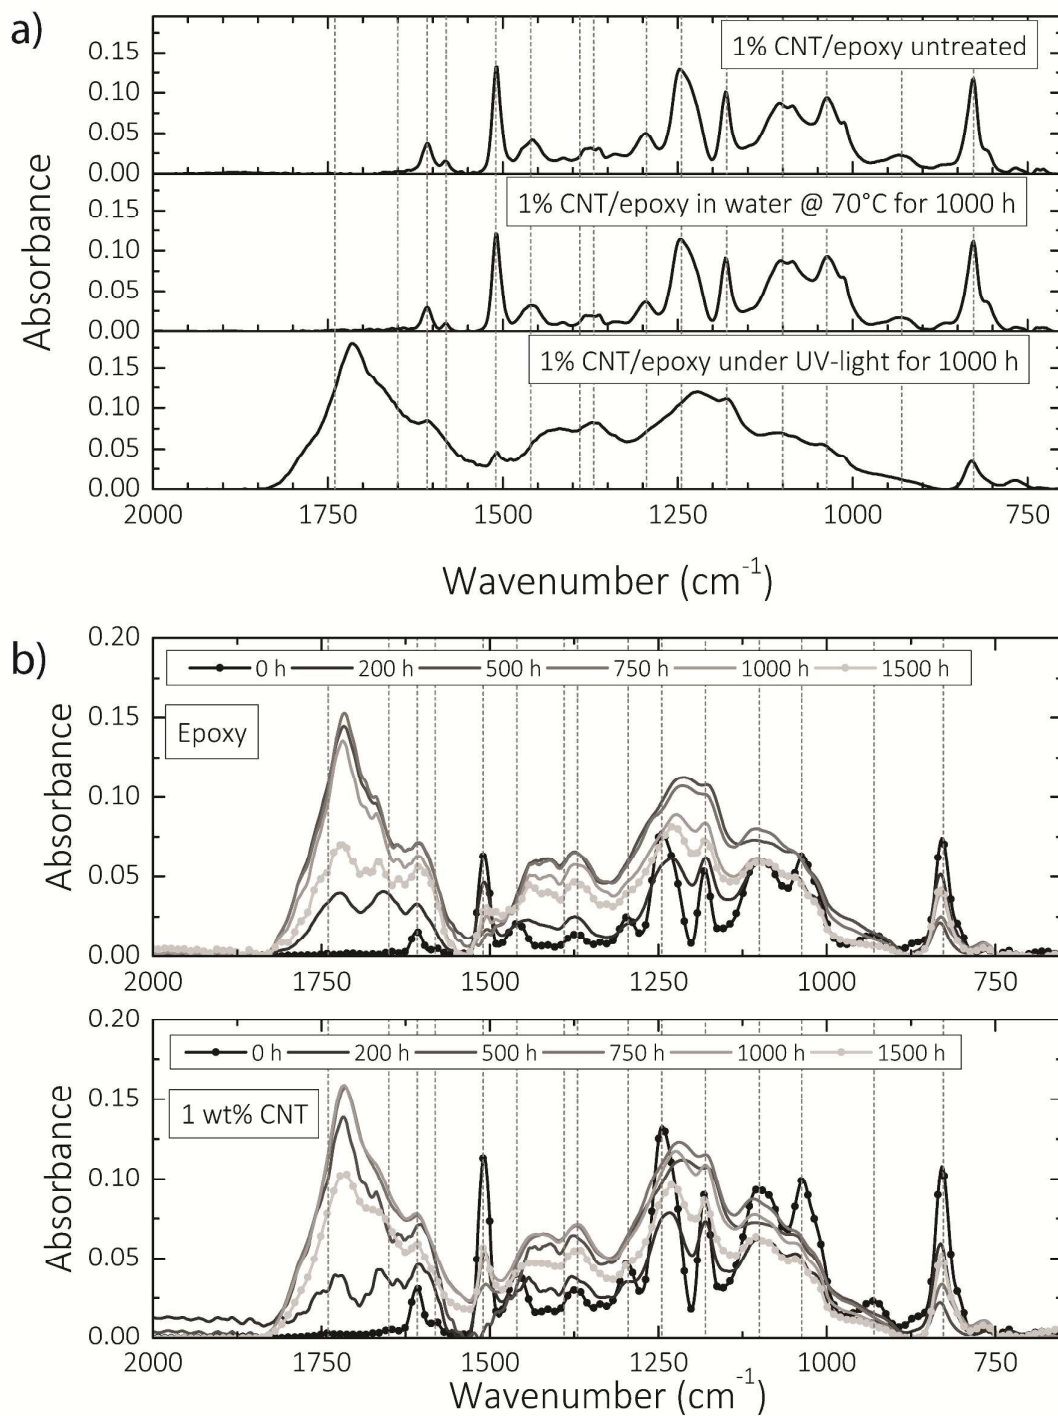 a)
1% CNT/epoxy untreated
0.15
0.10
0.05
0.00
1% CNT/epoxy in water @ 70°C for 1000 h
0.15
0.10
0.05
0.00
1% CNT/epoxy under UV-light for 1000 h
0.15
0.10
0.05
0.00
Absorbance
2000 1750 1500 1250 1000 750
Wavenumber (cm⁻¹)
b)
0.20
0 h 200 h 500 h 750 h 1000 h 1500 h
Epoxy
0.15
0.10
0.05
0.00
Absorbance
2000 1750 1500 1250 1000 750
0.20
0 h 200 h 500 h 750 h 1000 h 1500 h
1 wt% CNT
0.15
0.10
0.05
0.00
Absorbance
2000 1750 1500 1250 1000 750
Wavenumber (cm⁻¹)